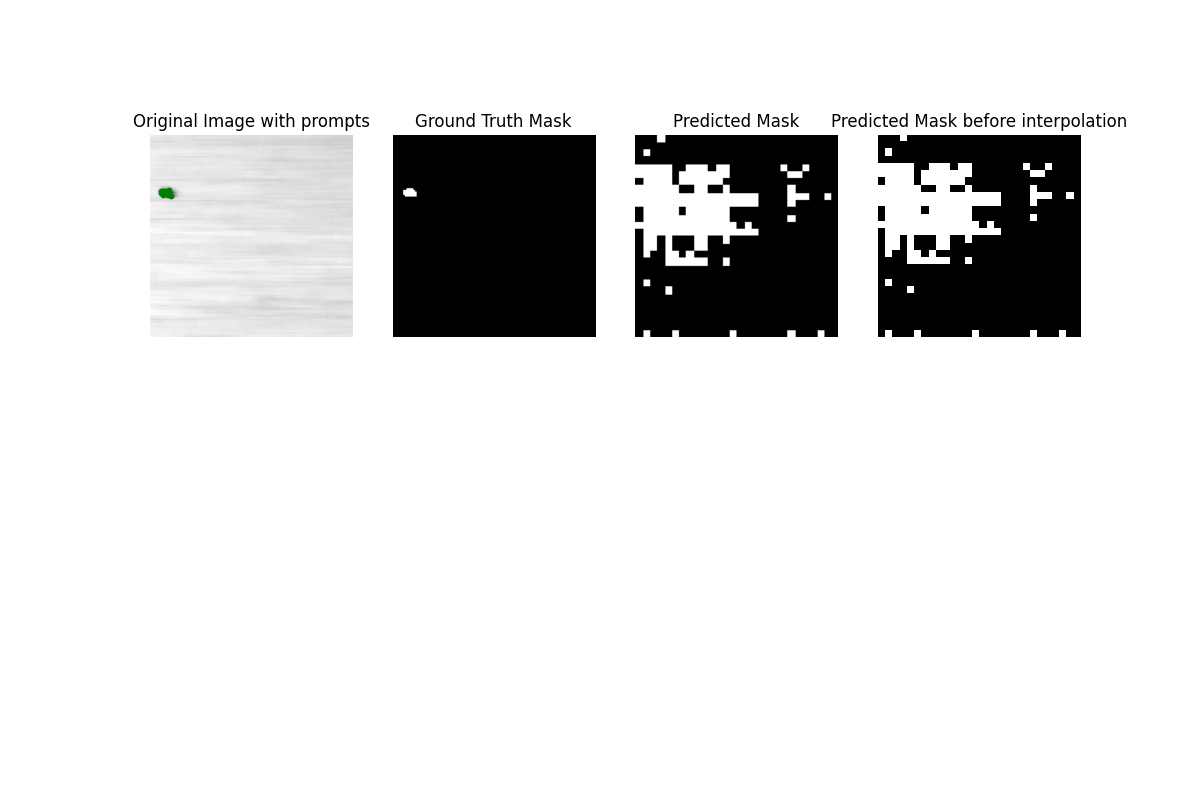 Original Image with prompts
Ground Truth Mask
Predicted Mask
Predicted Mask before interpolation